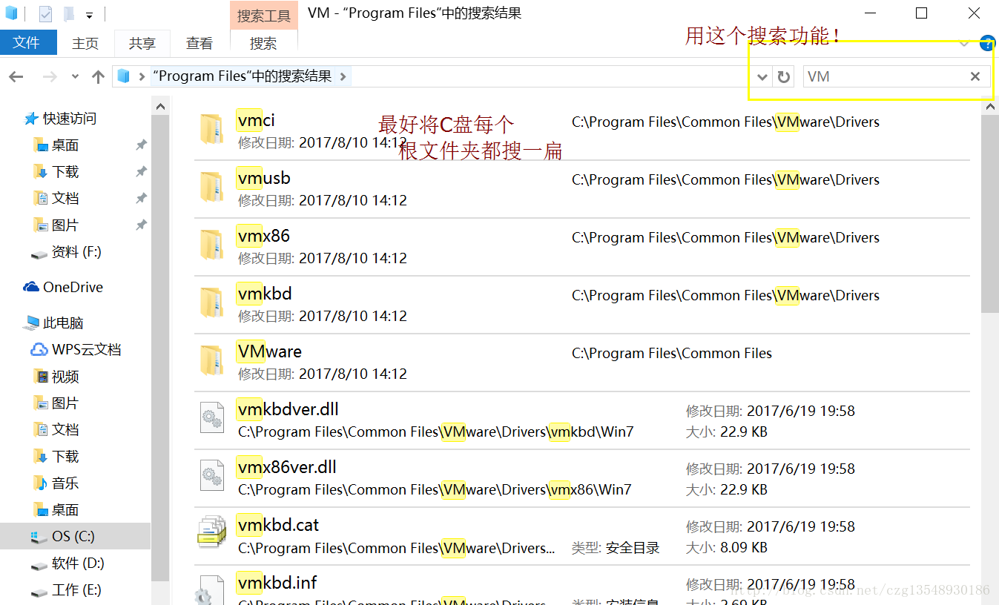 搜索工具
VM - “Program Files”中的搜索结果
文件
主页
共享
查看
搜索
用这个搜索功能！
“Program Files”中的搜索结果
VM
快速访问
桌面
下载
文档
图片
资料 (F:)
OneDrive
此电脑
WPS云文档
视频
图片
文档
下载
音乐
桌面
OS (C:)
软件 (D:)
工作 (E:)
最好将C盘每个
根文件夹都搜一扁
vmci
修改日期: 2017/8/10 14:12
C:\Program Files\Common Files\VMware\Drivers
vmusb
修改日期: 2017/8/10 14:12
C:\Program Files\Common Files\VMware\Drivers
vmx86
修改日期: 2017/8/10 14:12
C:\Program Files\Common Files\VMware\Drivers
vmkbd
修改日期: 2017/8/10 14:12
C:\Program Files\Common Files\VMware\Drivers
VMware
修改日期: 2017/8/10 14:12
C:\Program Files\Common Files
vmkbdver.dll
C:\Program Files\Common Files\VMware\Drivers\vmkbd\Win7
修改日期: 2017/6/19 19:58
大小: 22.9 KB
vmx86ver.dll
C:\Program Files\Common Files\VMware\Drivers\vmx86\Win7
修改日期: 2017/6/19 19:58
大小: 22.9 KB
vmkbd.cat
C:\Program Files\Common Files\VMware\Drivers...
类型: 安全目录
修改日期: 2017/6/19 19:58
大小: 8.09 KB
vmkbd.inf
C:\Program Files\Common Files\VMware\Drivers...
类型: 安装信息
修改日期: 2017/6/19 19:58
大小: 2.69 KB
http://blog.csdn.net/czg13548930186